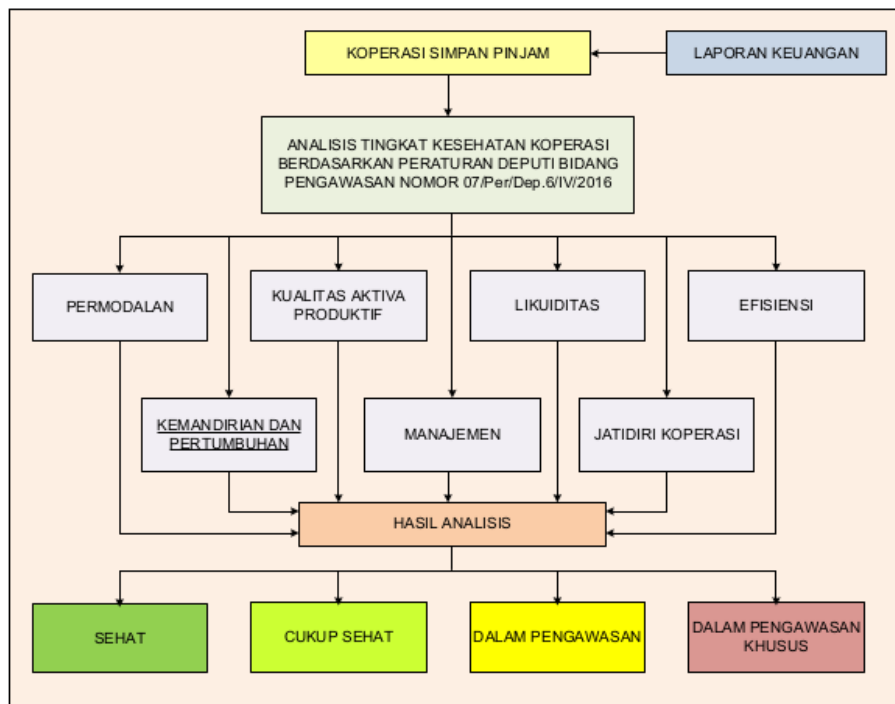 KOPERASI SIMPAN PINJAM
LAPORAN KEUANGAN
ANALISIS TINGKAT KESEHATAN KOPERASI
BERDASARKAN PERATURAN DEPUTI BIDANG
PENGAWASAN NOMOR 07/Per/Dep.6/IV/2016
PERMODALAN
KUALITAS AKTIVA
PRODUKTIF
LIKUIDITAS
EFISIENSI
KEMANDIRIAN DAN
PERTUMBUHAN
MANAJEMEN
JATIDIRI KOPERASI
HASIL ANALISIS
SEHAT
CUKUP SEHAT
DALAM PENGAWASAN
DALAM PENGAWASAN
KHUSUS